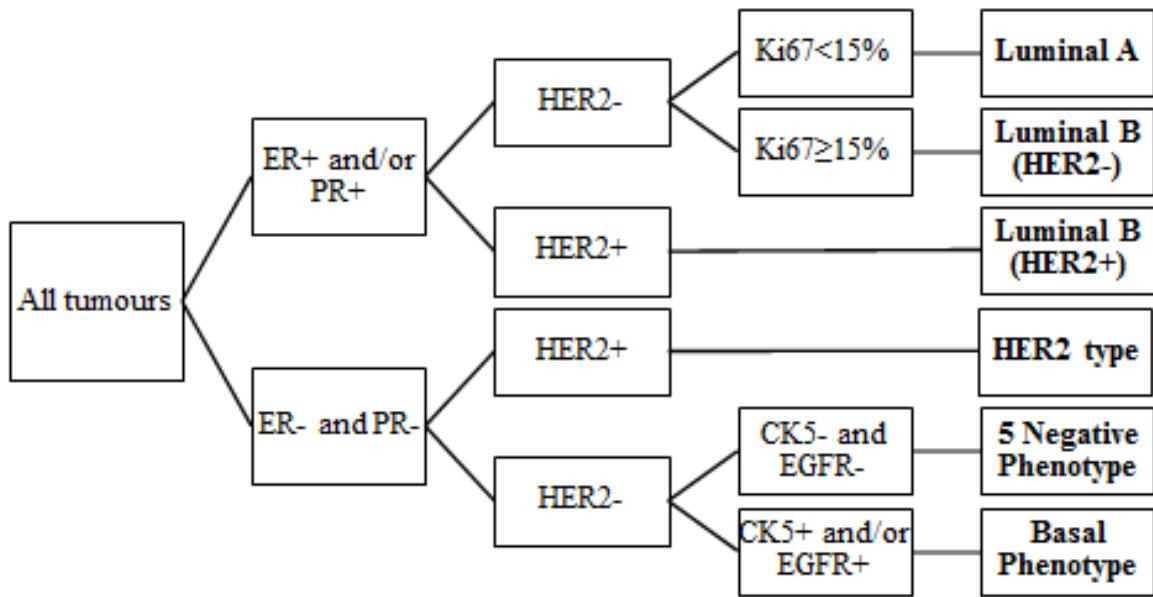 All tumours
ER+ and/or
PR+
ER- and PR-
HER2-
HER2+
HER2+
HER2-
Ki67<15%
Ki67≥15%
CK5- and
EGFR-
CK5+ and/or
EGFR+
Luminal A
Luminal B
(HER2-)
Luminal B
(HER2+)
HER2 type
5 Negative
Phenotype
Basal
Phenotype